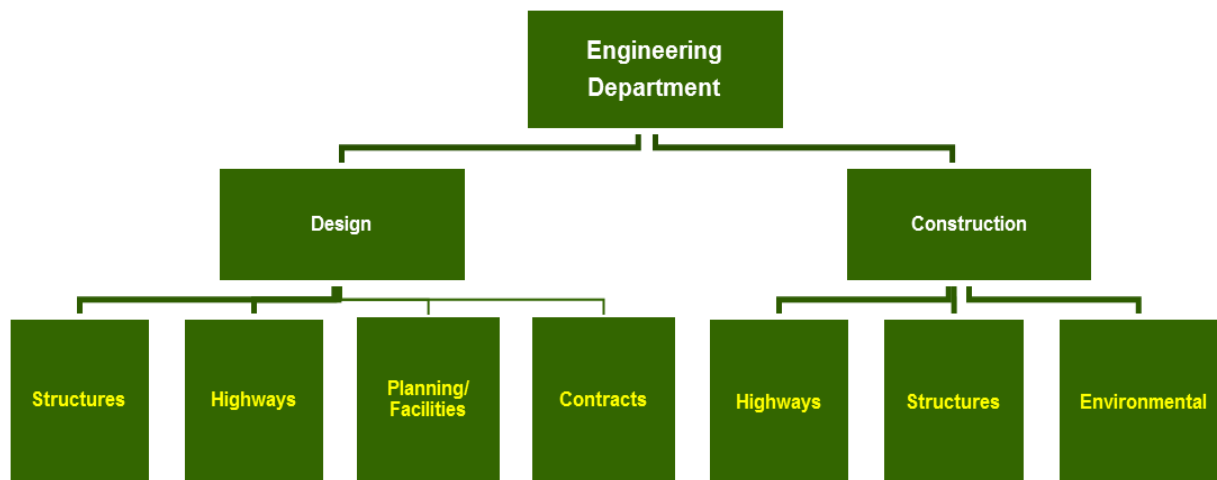 Engineering
Department
Design
Construction
Structures
Highways
Planning/
Facilities
Contracts
Highways
Structures
Environmental